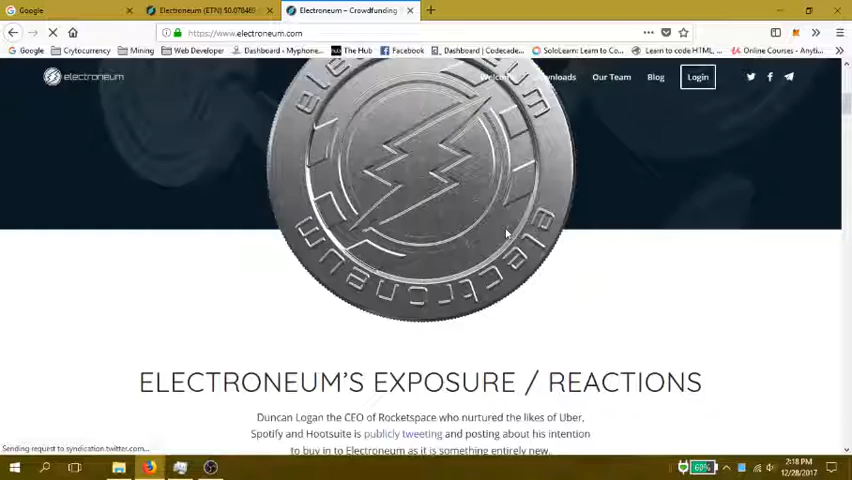 Google
Electroneum (ETN) $0.078469
Electroneum – Crowdfunding
https://www.electroneum.com
Google
Crytocurrency
Mining
Web Developer
Dashboard - Myphone...
The Hub
Facebook
Dashboard | Codecade...
SoloLearn: Learn to Co...
Learn to code HTML, ...
Online Courses - Anytim...
electroneum
Downloads
Our Team
Blog
Login
electroneum
ELECTRONEUM'S EXPOSURE / REACTIONS
Duncan Logan the CEO of Rocketspace who nurtured the likes of Uber,
Spotify and Hootsuite is publicly tweeting and posting about his intention
to buy in to Electroneum as it is something entirely new.
Sending request to syndication.twitter.com...
60%
2:18 PM
12/28/2017